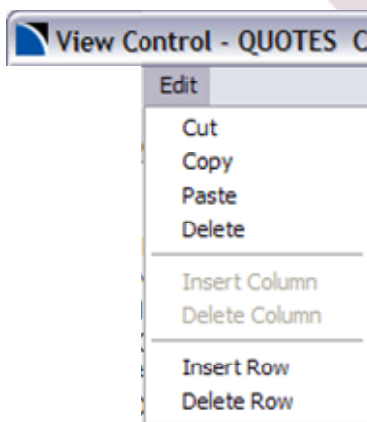 View Control - QUOTES
Edit
Cut
Copy
Paste
Delete
Insert Column
Delete Column
Insert Row
Delete Row